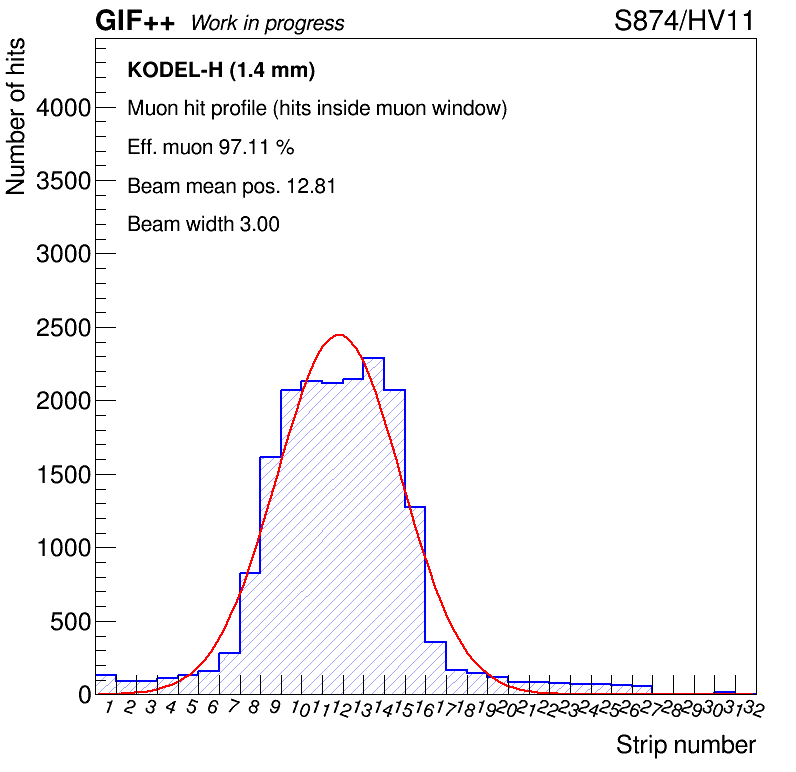 GIF++ Work in progress S874/HV11
Number of hits
KODEL-H (1.4 mm)
Muon hit profile (hits inside muon window)
Eff. muon 97.11 %
Beam mean pos. 12.81
Beam width 3.00
4000
3500
3000
2500
2000
1500
1000
500
0
1 2 3 4 5 6 7 8 9 10 11 12 13 14 15 16 17 18 19 20 21 22 23 24 25 26 27 28 29 30 31 32
Strip number